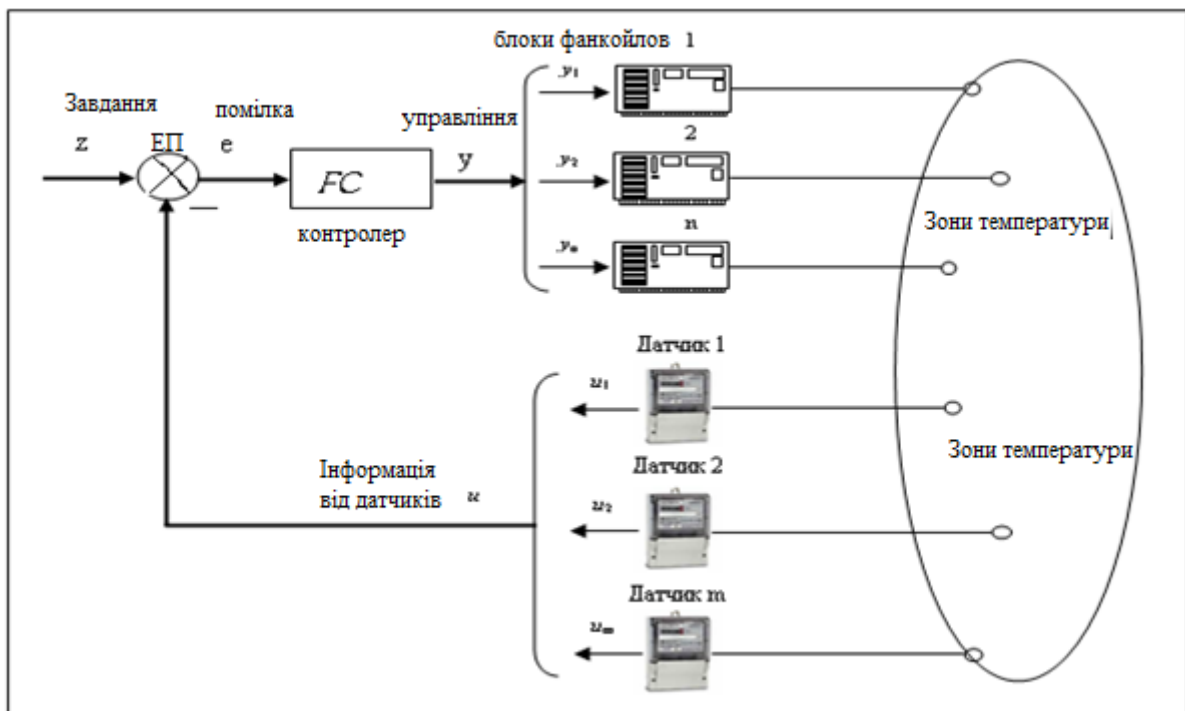 блоки фанкойлов 1
y₁
Завдання
помілка
управління
z
ЕП
e
y
2
y₂
FC
контролер
n
Зони температури
yₙ
Датчик 1
u₁
Зони температури
Інформація
від датчиків u
Датчик 2
u₂
Датчик m
uₘ